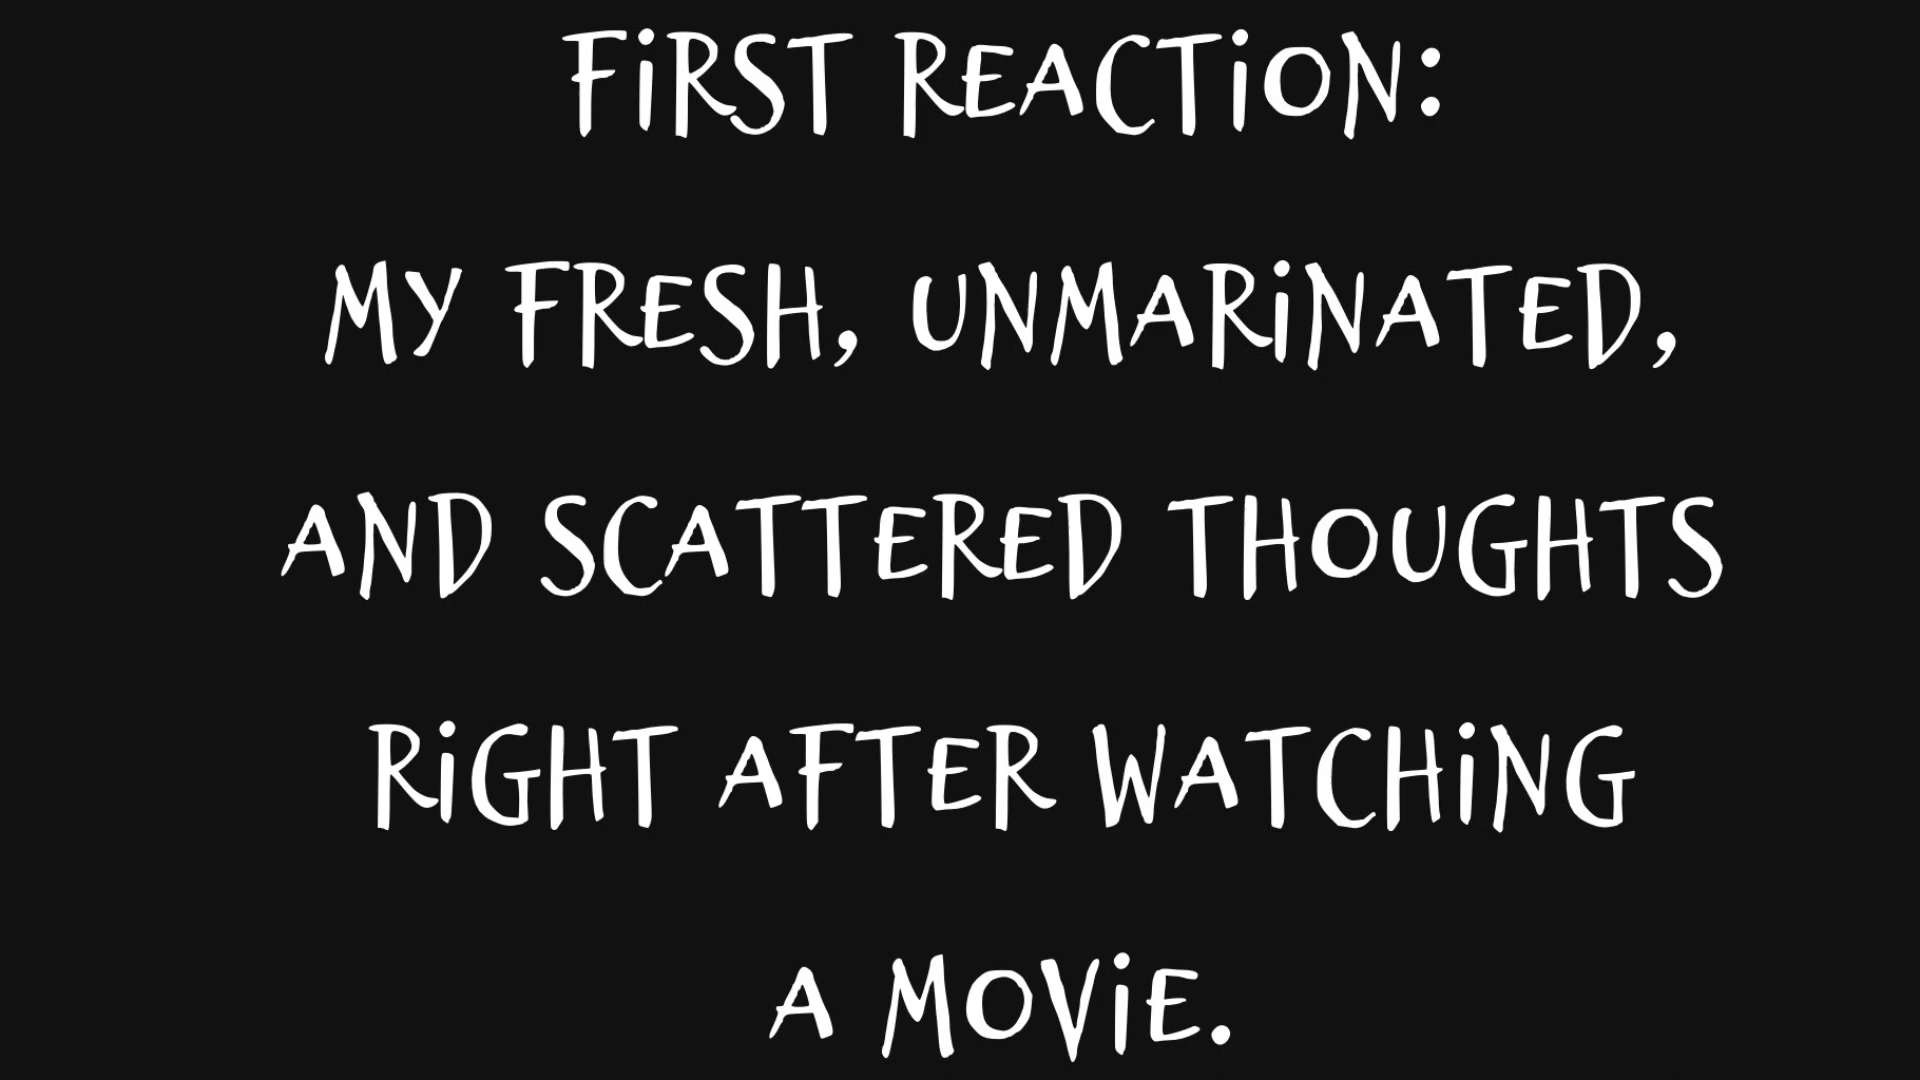 FIRST REACTION:
MY FRESH, UNMARINATED,
AND SCATTERED THOUGHTS
RIGHT AFTER WATCHING
A MOVIE.